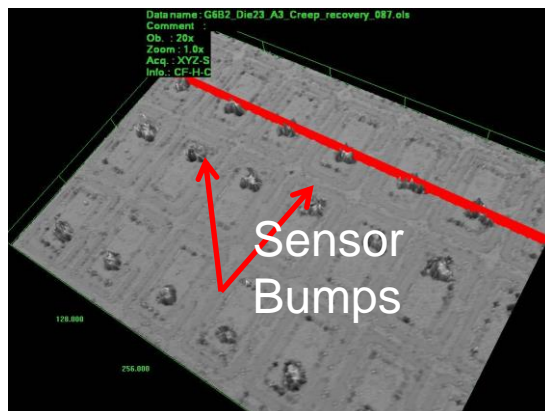 Data name: G6B2_Die23_A3_Creep_recovery_087.ols
Comment :
Ob. : 20x
Zoom : 1.0x
Acq. : XYZ-S
Info.: CF-H-C
Sensor
Bumps
128.000
256.000